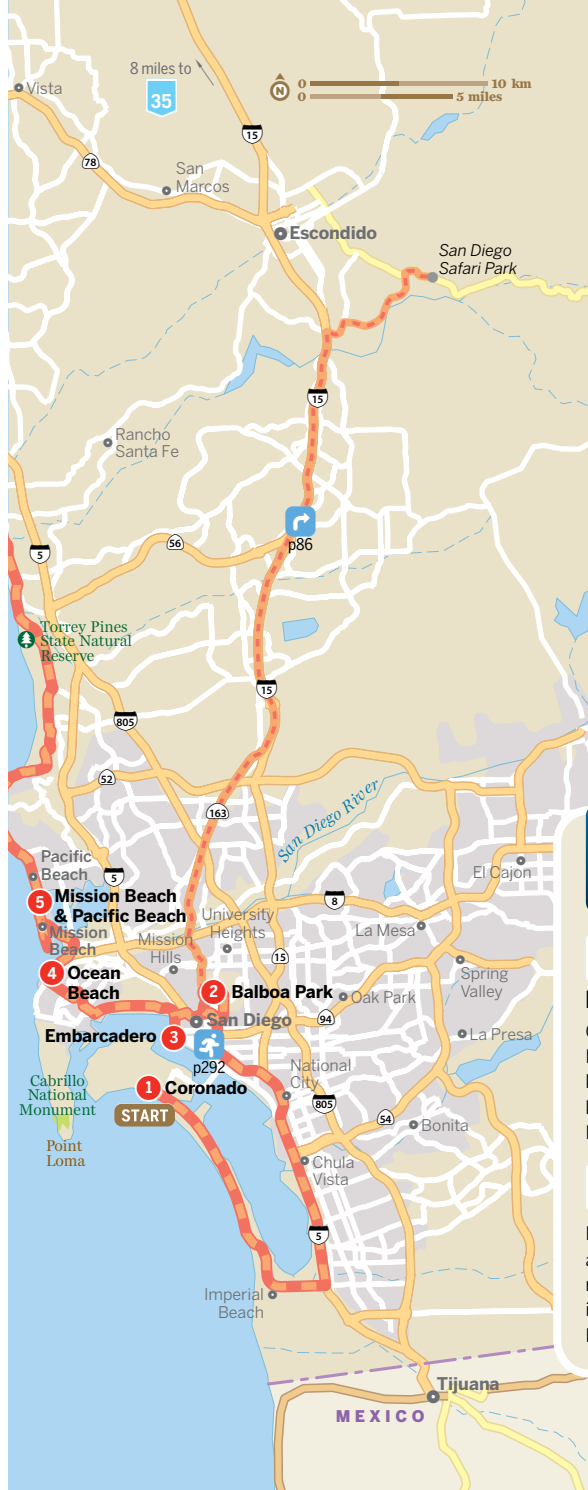 8 miles to
35
0 10 km
N
0 5 miles
Vista
15
78
San
Marcos
Escondido
San Diego
Safari Park
15
Rancho
Santa Fe
p86
56
5
Torrey Pines
State Natural
Reserve
15
805
52
163
San Diego River
Pacific
Beach
5
El Cajon
5 Mission Beach
& Pacific Beach
8
Mission
Beach
University
Heights
La Mesa
Mission
Hills
15
4 Ocean
Beach
Spring
Valley
2 Balboa Park
Oak Park
San Diego
94
Embarcadero 3
La Presa
p292
National
City
Cabrillo
National
Monument
1 Coronado
START
805
54
Bonita
Point
Loma
Chula
Vista
5
Imperial
Beach
Tijuana
MEXICO